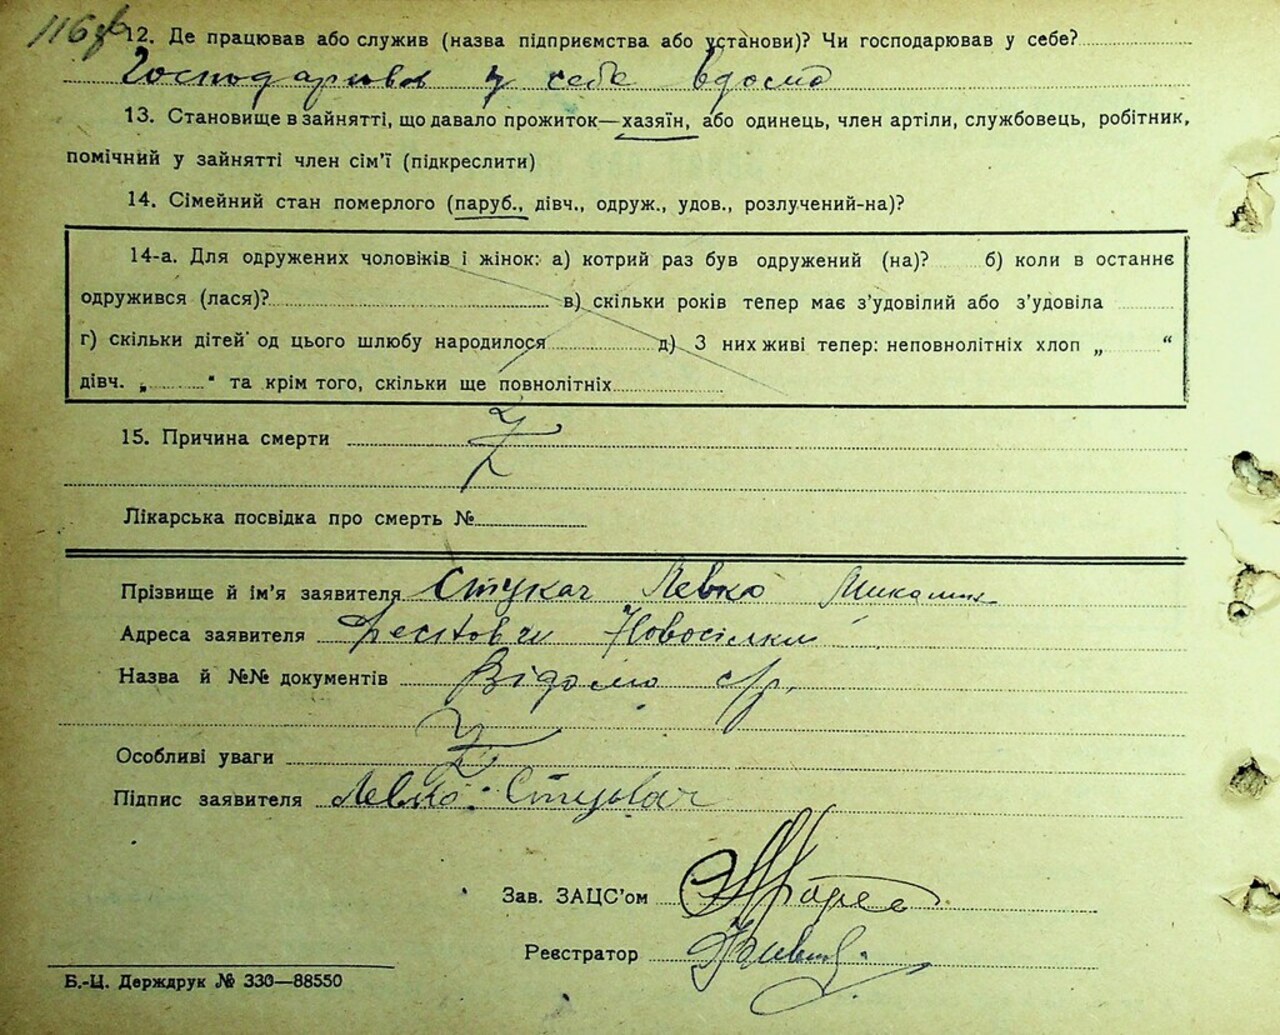 116
12. Де працював або служив (назва підприємства або установи)? Чи господарював у себе?
Господарював у себе вдома
13. Становище в зайнятті, що давало прожиток—хазяїн, або одинець, член артіли, службовець, робітник,
помічний у зайнятті член сім'ї (підкреслити)
14. Сімейний стан померлого (паруб., дівч., одруж., удов., розлучений-на)?
14-а. Для одружених чоловіків і жінок: а) котрий раз був одружений (на)? б) коли в останнє
одружився (лася)? в) скільки років тепер має з'удовілий або з'удовіла
г) скільки дітей од цього шлюбу народилося д) З них живі тепер: неповнолітніх хлоп „ “
дівч. „ “ та крім того, скільки ще повнолітніх
15. Причина смерти
Лікарська посвідка про смерть №
Прізвище й ім'я заявителя Стукач Левко
Адреса заявителя Новосілки
Назва й №№ документів Відомо с/р.
Особливі уваги
Підпис заявителя Левко Стукач
Зав. ЗАЦС'ом
Реєстратор
Б.-Ц. Держдрук № 330—88550